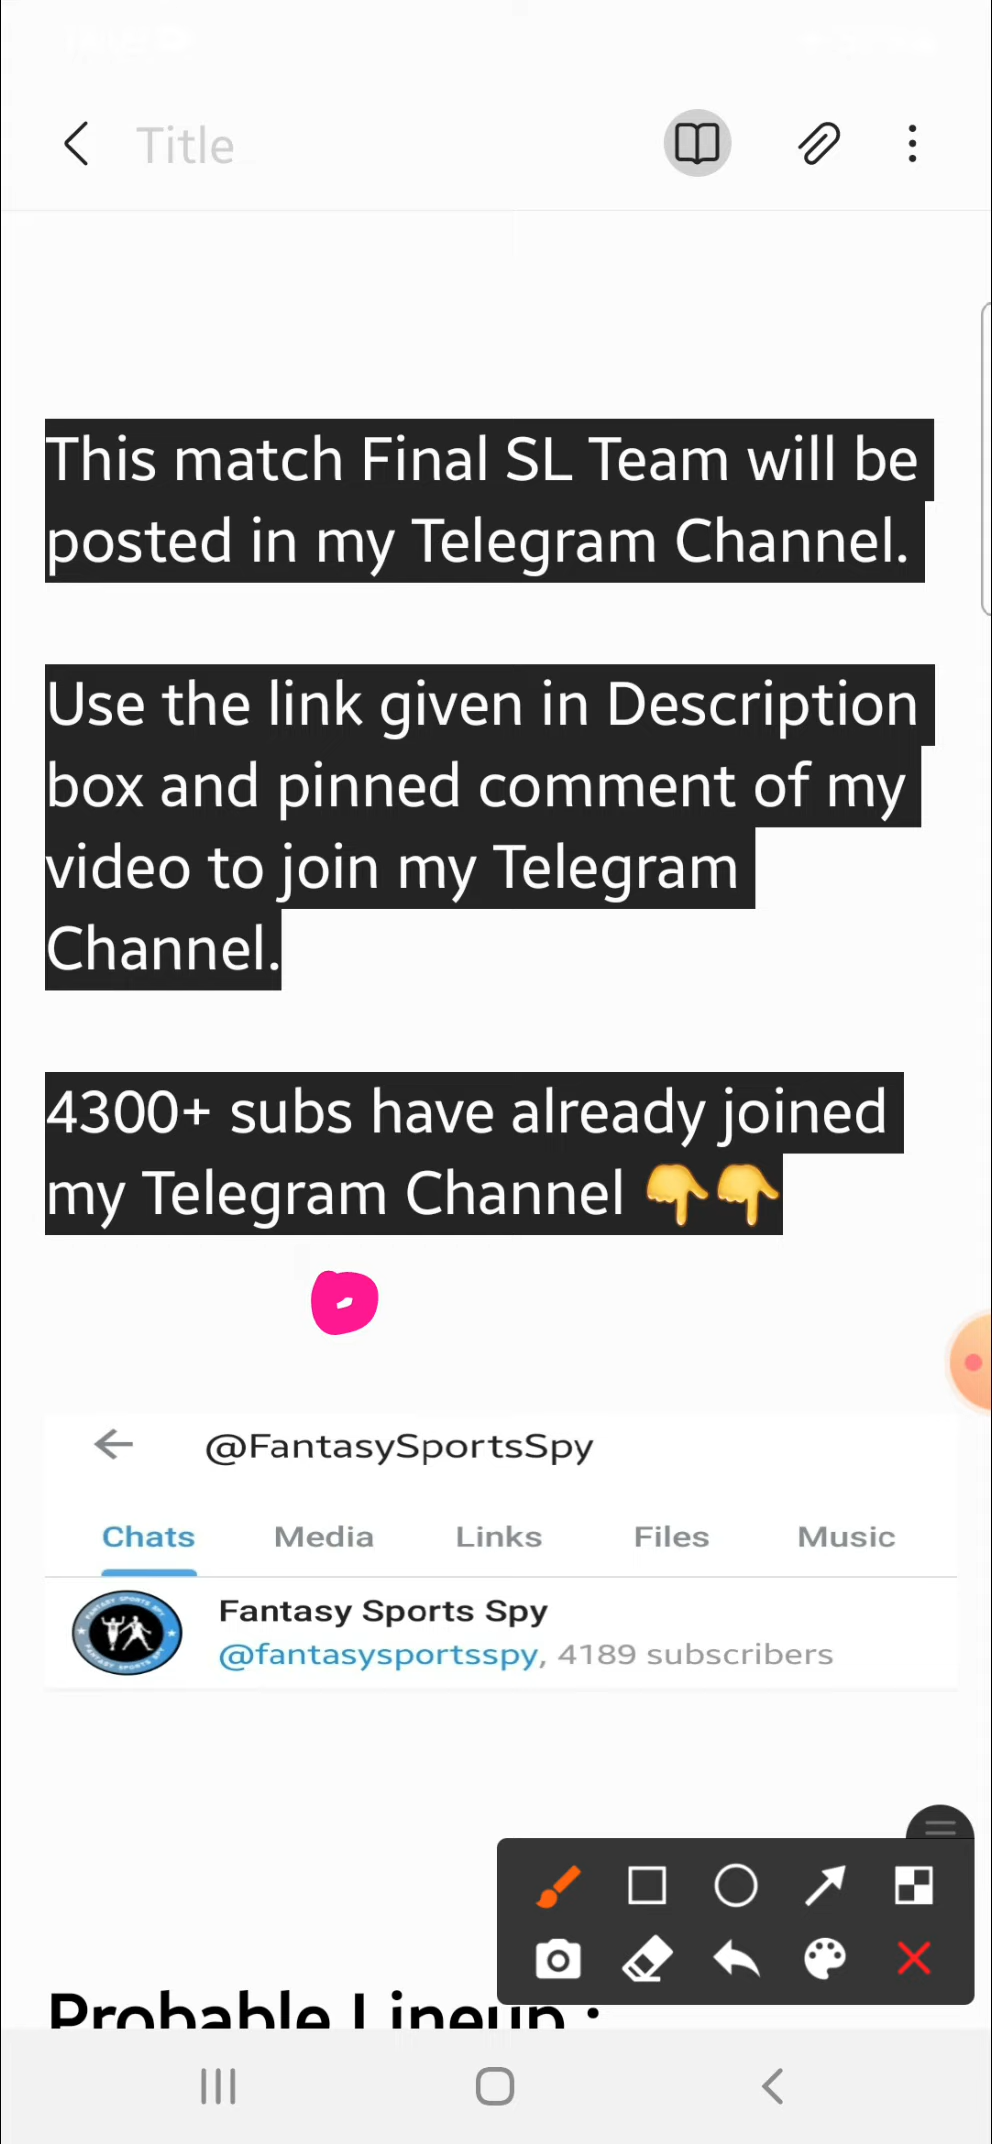 Title
This match Final SL Team will be
posted in my Telegram Channel.
Use the link given in Description
box and pinned comment of my
video to join my Telegram
Channel.
4300+ subs have already joined
my Telegram Channel 👇👇
@FantasySportsSpy
Chats Media Links Files Music
Fantasy Sports Spy
@fantasysportsspy, 4189 subscribers
Probable Lineup :